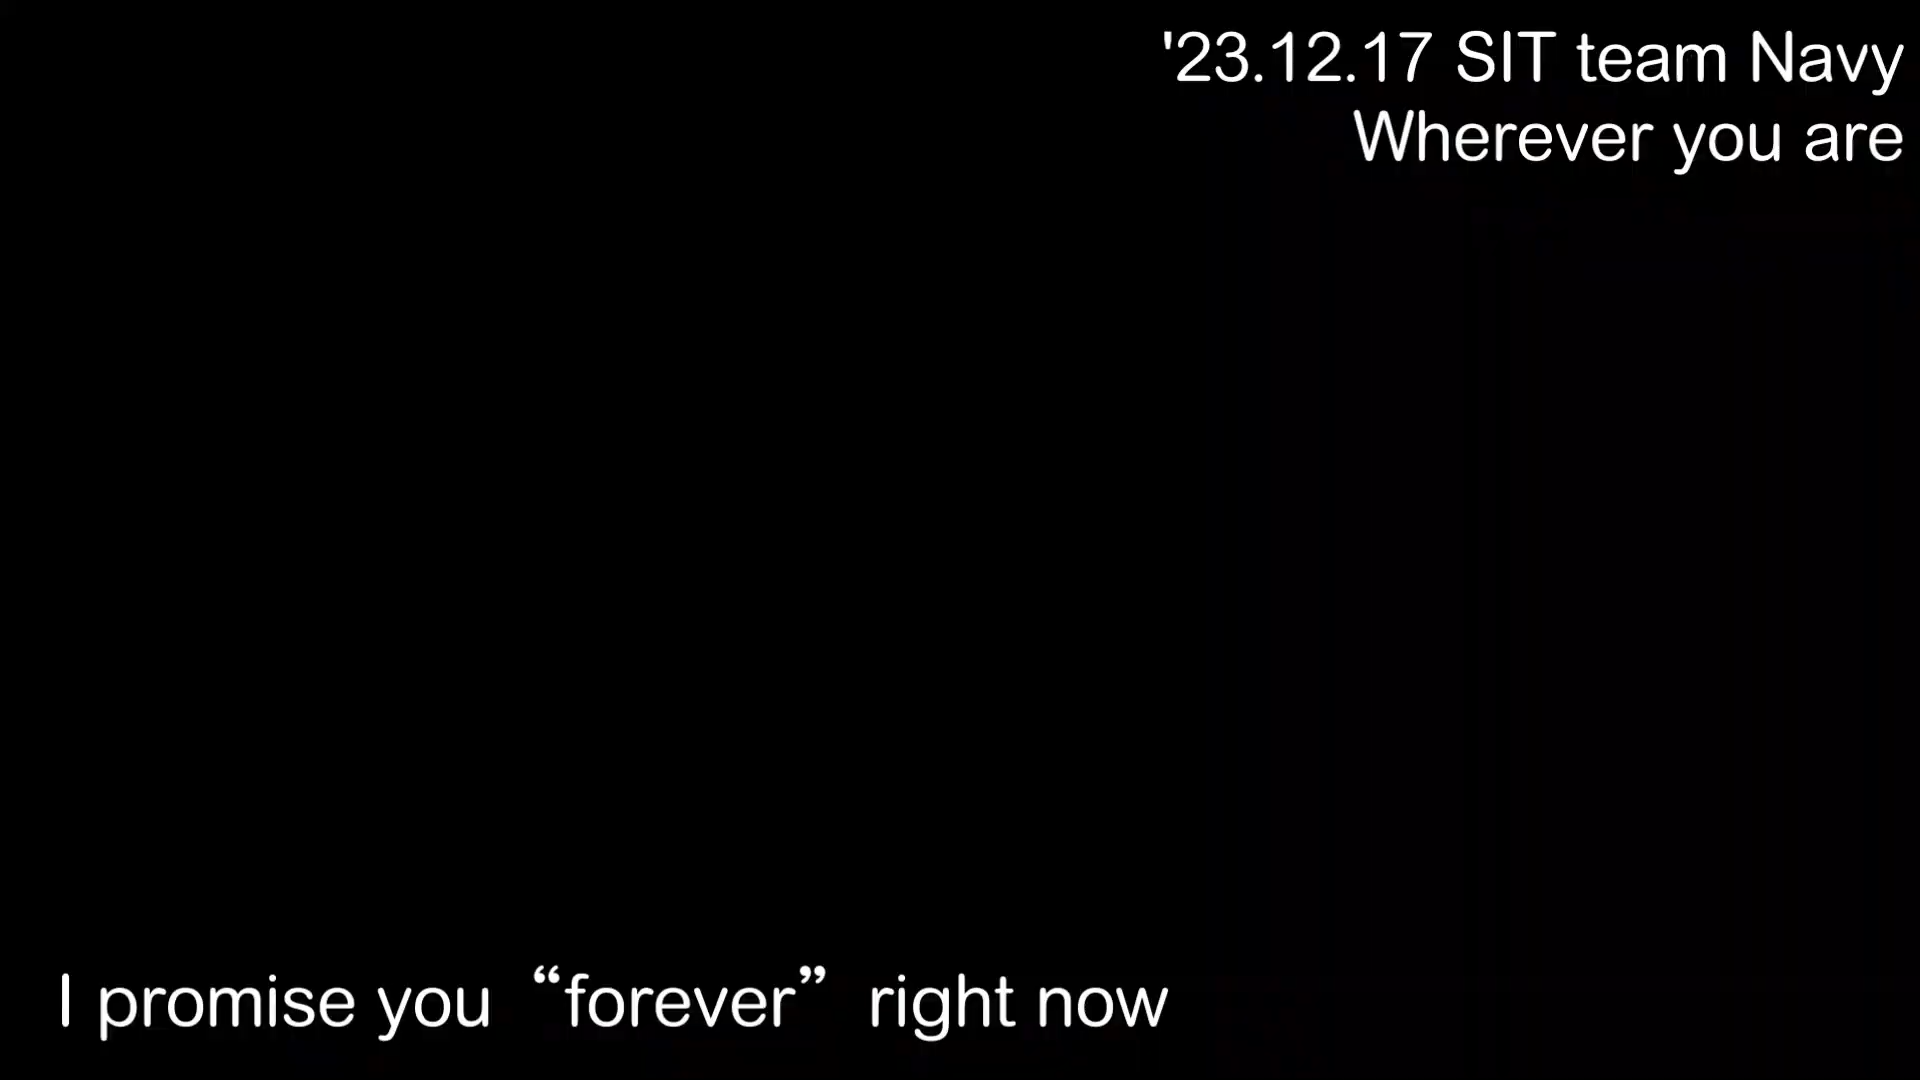 '23.12.17 SIT team Navy
Wherever you are
I promise you “forever” right now